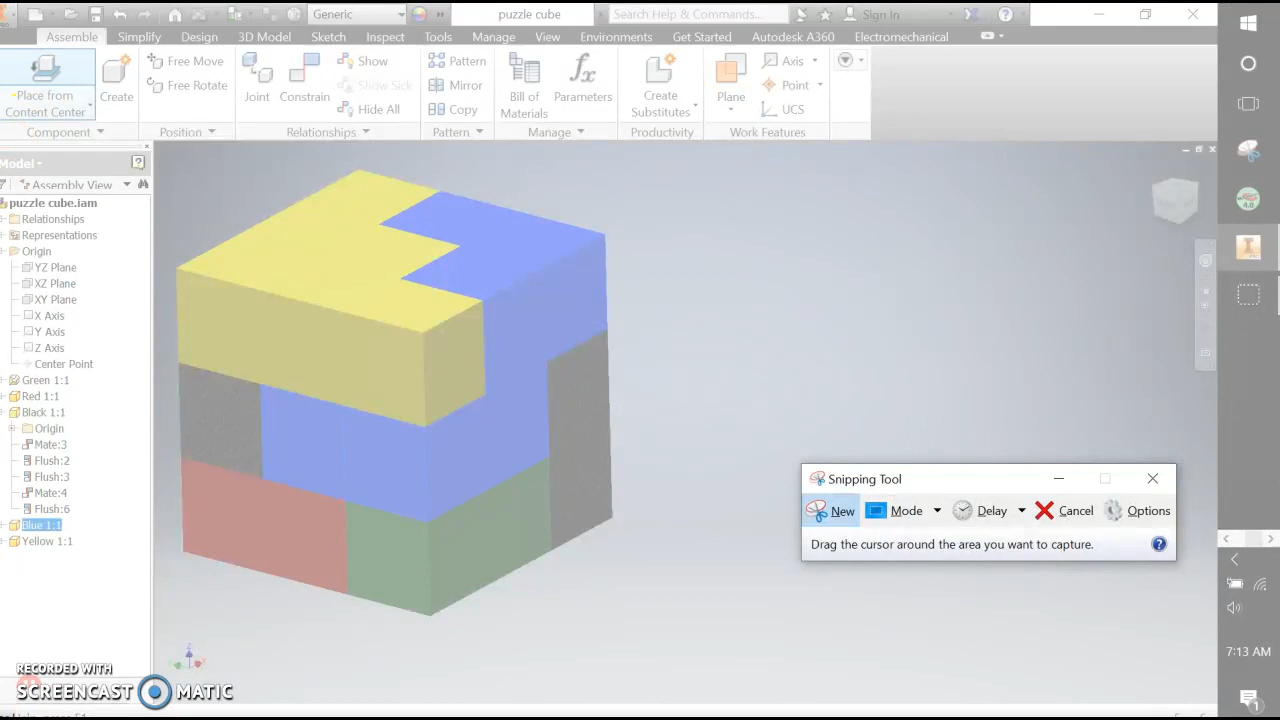 Generic
puzzle cube
Search Help & Commands...
Sign In
Assemble Simplify Design 3D Model Sketch Inspect Tools Manage View Environments Get Started Autodesk A360 Electromechanical
Place from
Content Center
Create
Free Move
Free Rotate
Joint
Constrain
Show
Show Sick
Hide All
Pattern
Mirror
Copy
Bill of
Materials
fx
Parameters
Create
Substitutes
Plane
Axis
Point
UCS
Component
Position
Relationships
Pattern
Manage
Productivity
Work Features
Model
Assembly View
puzzle cube.iam
Relationships
Representations
Origin
YZ Plane
XZ Plane
XY Plane
X Axis
Y Axis
Z Axis
Center Point
Green 1:1
Red 1:1
Black 1:1
Origin
Mate:3
Flush:2
Flush:3
Mate:4
Flush:6
Blue 1:1
Yellow 1:1
Snipping Tool
New Mode Delay Cancel Options
Drag the cursor around the area you want to capture.
7:13 AM
RECORDED WITH
SCREENCAST MATIC